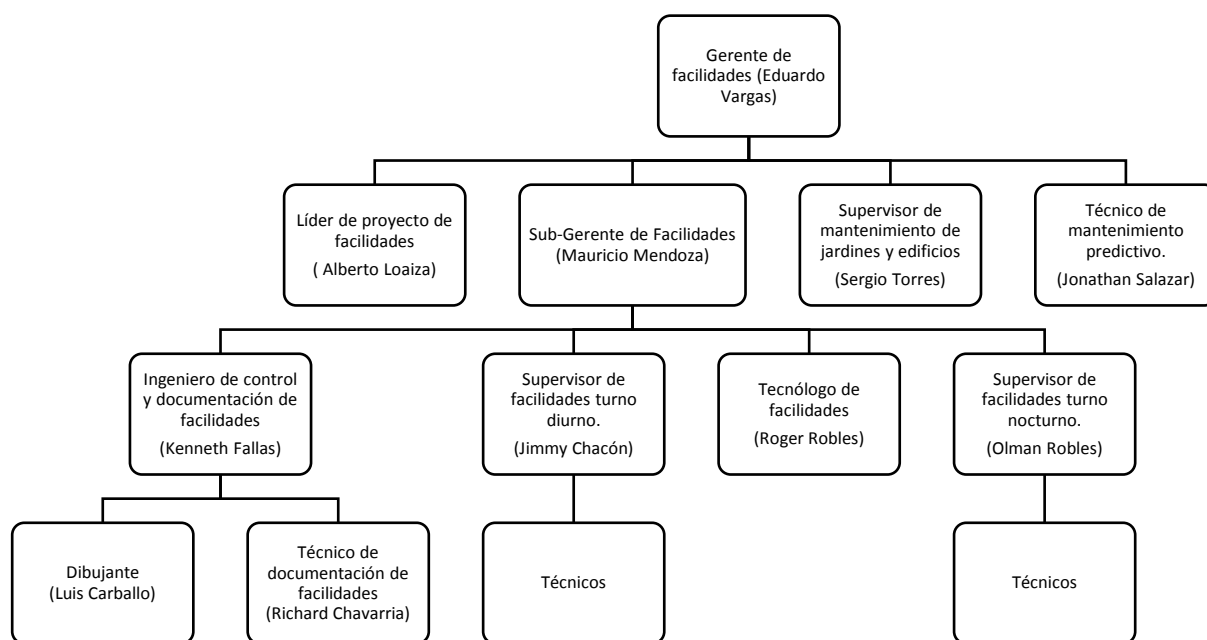 Gerente de
facilidades (Eduardo
Vargas)
Líder de proyecto de
facilidades
( Alberto Loaiza)
Sub-Gerente de Facilidades
(Mauricio Mendoza)
Supervisor de
mantenimiento de
jardines y edificios
(Sergio Torres)
Técnico de
mantenimiento
predictivo.
(Jonathan Salazar)
Ingeniero de control
y documentación de
facilidades
(Kenneth Fallas)
Supervisor de
facilidades turno
diurno.
(Jimmy Chacón)
Tecnólogo de
facilidades
(Roger Robles)
Supervisor de
facilidades turno
nocturno.
(Olman Robles)
Dibujante
(Luis Carballo)
Técnico de
documentación de
facilidades
(Richard Chavarria)
Técnicos
Técnicos